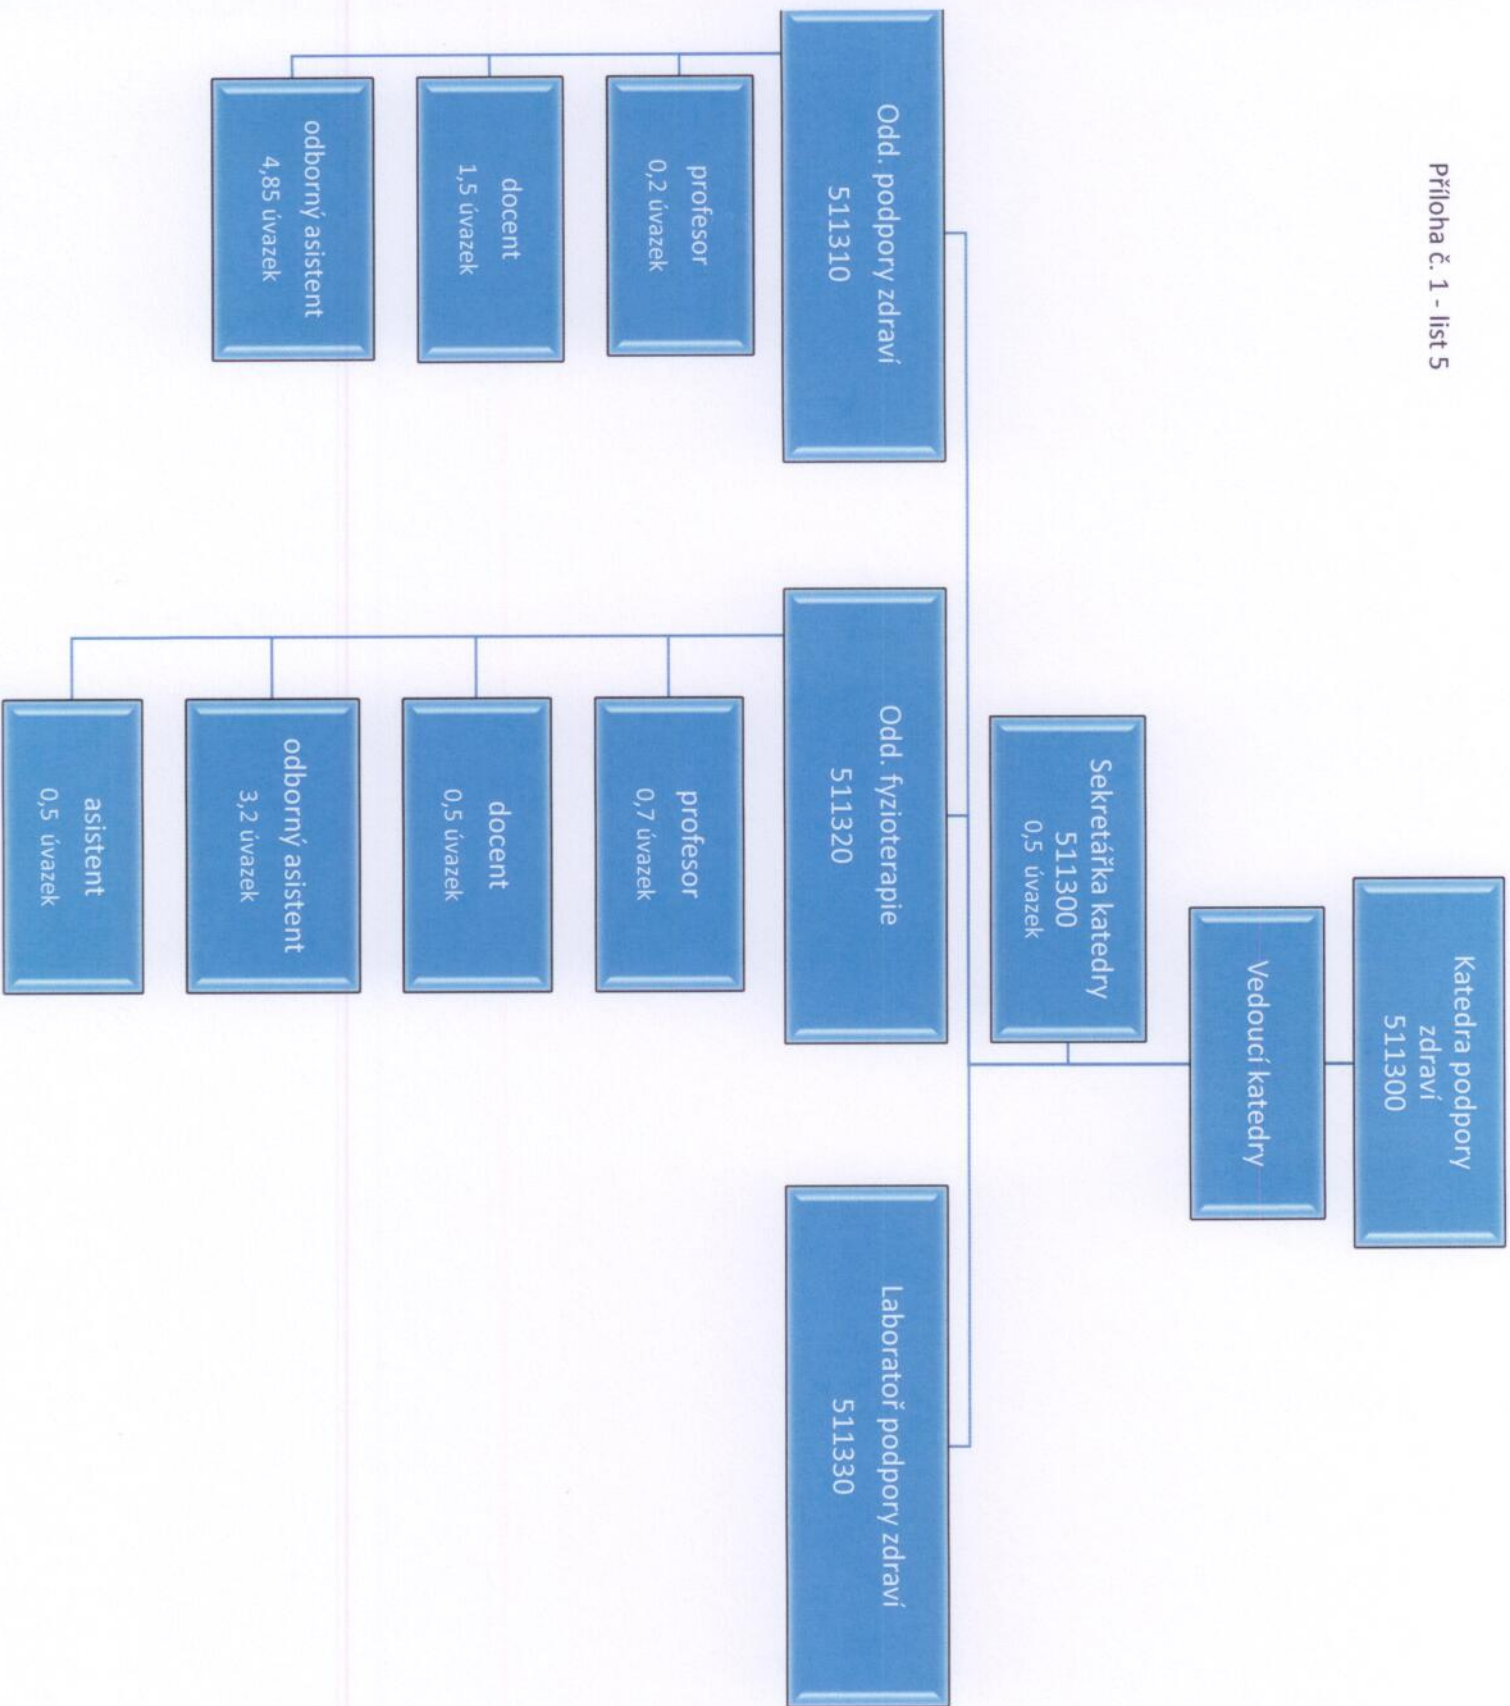 Příloha č. 1 - list 5
Katedra podpory
zdraví
511300
Vedoucí katedry
Sekretářka katedry
511300
0,5 úvazek
Odd. podpory zdraví
511310
profesor
0,2 úvazek
docent
1,5 úvazek
odborný asistent
4,85 úvazek
Odd. fyzioterapie
511320
profesor
0,7 úvazek
docent
0,5 úvazek
odborný asistent
3,2 úvazek
asistent
0,5 úvazek
Laboratoř podpory zdraví
511330